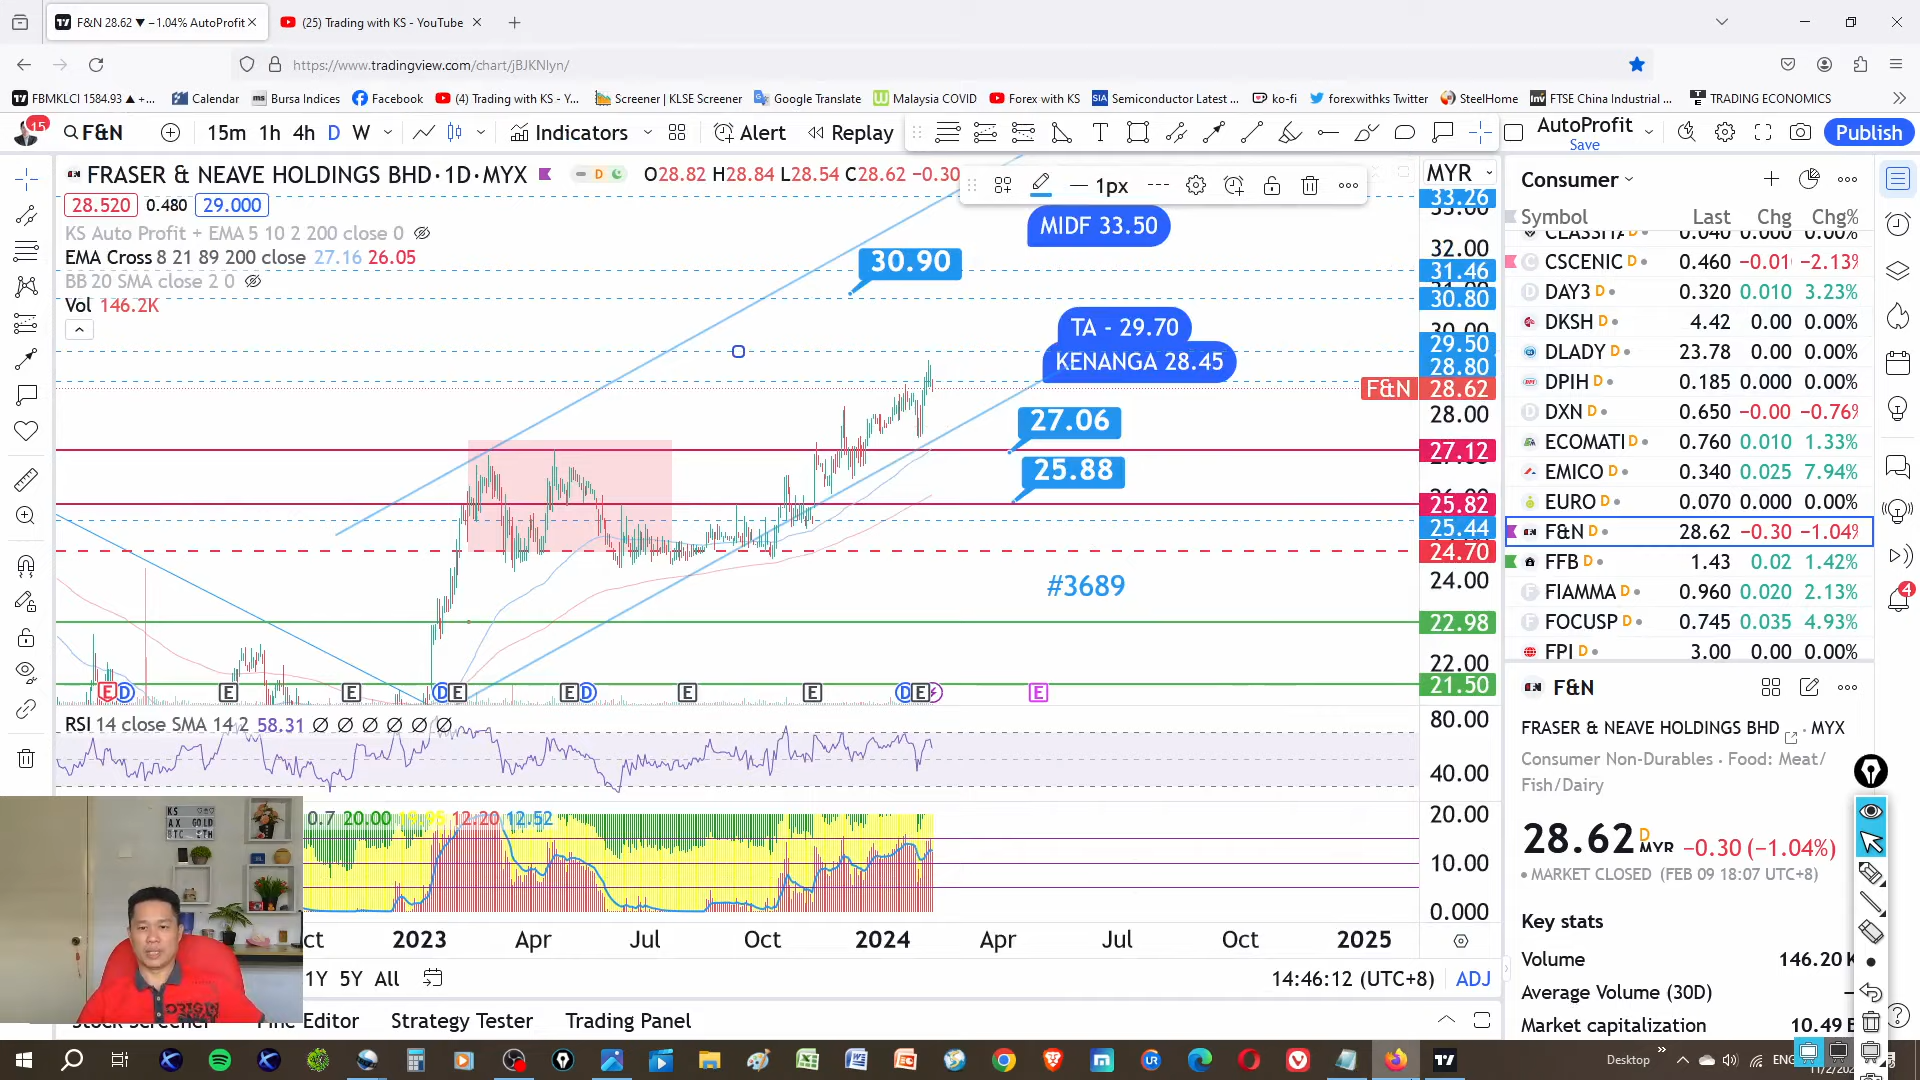 F&N 28.62 ▼ −1.04% AutoProfit
(25) Trading with KS - YouTube
https://www.tradingview.com/chart/jBJKNlyn/
FBMKLCI 1584.93 ▲ +...
Calendar
Bursa Indices
Facebook
(4) Trading with KS - Y...
Screener | KLSE Screener
Google Translate
Malaysia COVID
Forex with KS
Semiconductor Latest ...
ko-fi
forexwithks Twitter
SteelHome
FTSE China Industrial ...
TRADING ECONOMICS
15
F&N
15m 1h 4h D W
Indicators
Alert
Replay
AutoProfit
Save
Publish
FRASER & NEAVE HOLDINGS BHD · 1D · MYX
O28.82 H28.84 L28.54 C28.62 −0.30
1px
28.520 0.480 29.000
KS Auto Profit + EMA 5 10 2 200 close 0
EMA Cross 8 21 89 200 close 27.16 26.05
BB 20 SMA close 2 0
Vol 146.2K
MIDF 33.50
30.90
TA - 29.70
KENANGA 28.45
27.06
25.88
#3689
MYR
33.26
32.00
31.46
30.80
29.50
28.80
F&N 28.62
28.00
27.12
25.82
25.44
24.70
24.00
22.98
22.00
21.50
RSI 14 close SMA 14 2 58.31
80.00
40.00
0.7 20.00 19.95 12.20 12.52
20.00
10.00
0.000
2023 Apr Jul Oct 2024 Apr Jul Oct 2025
1Y 5Y All
14:46:12 (UTC+8)
ADJ
Strategy Tester
Trading Panel
Consumer
Symbol Last Chg Chg%
CSCENIC D 0.460 −0.01 −2.13%
DAY3 D 0.320 0.010 3.23%
DKSH D 4.42 0.00 0.00%
DLADY D 23.78 0.00 0.00%
DPIH D 0.185 0.000 0.00%
DXN D 0.650 −0.00 −0.76%
ECOMATI D 0.760 0.010 1.33%
EMICO D 0.340 0.025 7.94%
EURO D 0.070 0.000 0.00%
F&N D 28.62 −0.30 −1.04%
FFB D 1.43 0.02 1.42%
FIAMMA D 0.960 0.020 2.13%
FOCUSP D 0.745 0.035 4.93%
FPI D 3.00 0.00 0.00%
F&N
FRASER & NEAVE HOLDINGS BHD · MYX
Consumer Non-Durables · Food: Meat/
Fish/Dairy
28.62 D MYR −0.30 (−1.04%)
MARKET CLOSED (FEB 09 18:07 UTC+8)
Key stats
Volume 146.20 K
Average Volume (30D)
Market capitalization 10.49
4
Desktop
ENG